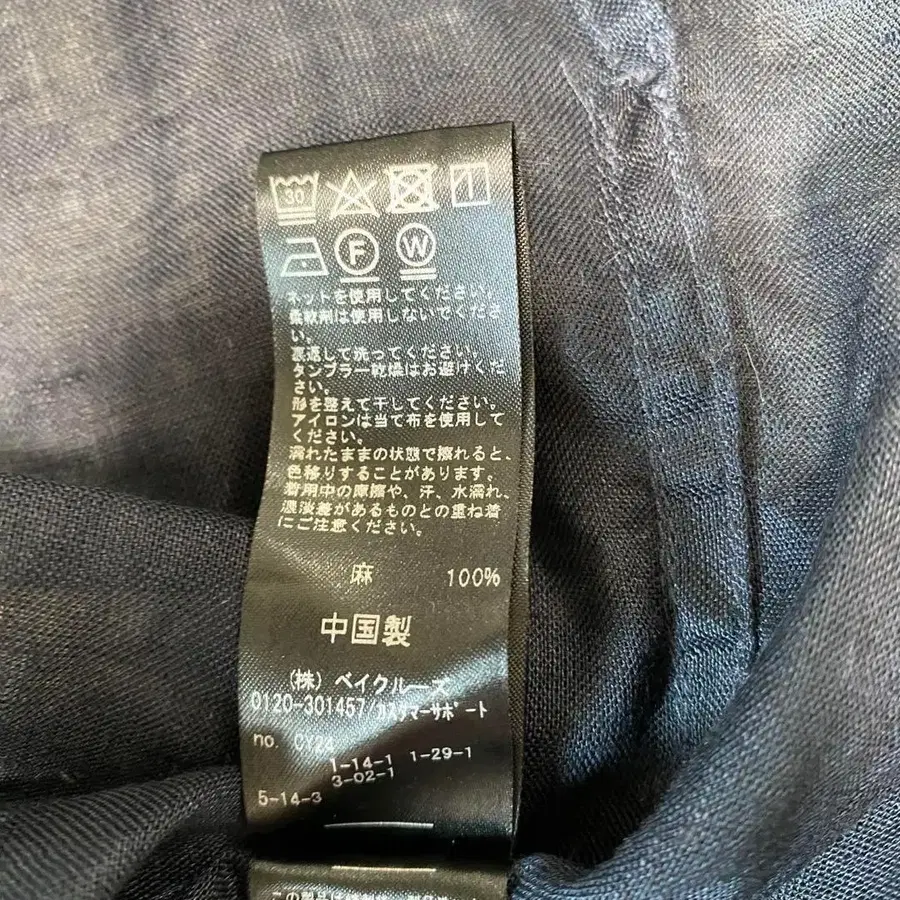 30
F W
ネットを使用してください。
柔軟剤は使用しないでくださ
い。
裏返して洗ってください。
タンブラー乾燥はお避けくだ
さい。
形を整えて干してください。
アイロンは当て布を使用して
ください。
濡れたままの状態で擦れると、
色移りすることがあります。
着用中の摩擦や、汗、水濡れ、
濃淡差があるものとの重ね着
にご注意ください。
麻 100%
中国製
(株) ベイクルーズ
0120-301457/カスタマーサポート
no. CY24
1-14-1 1-29-1
3-02-1
5-14-3